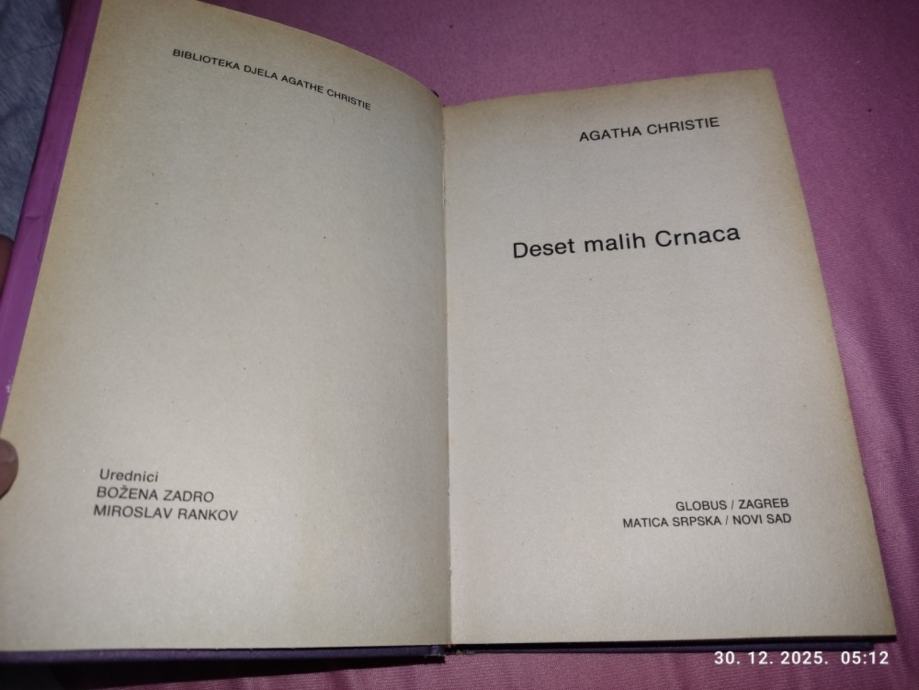 BIBLIOTEKA DJELA AGATHE CHRISTIE
Urednici
BOŽENA ZADRO
MIROSLAV RANKOV
AGATHA CHRISTIE
Deset malih Crnaca
GLOBUS / ZAGREB
MATICA SRPSKA / NOVI SAD
30. 12. 2025. 05:12